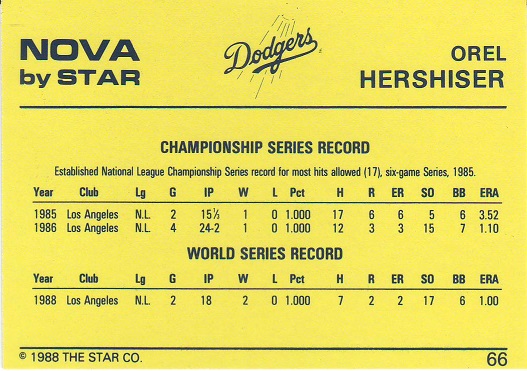 NOVA
by STAR
Dodgers
OREL
HERSHISER
CHAMPIONSHIP SERIES RECORD
Established National League Championship Series record for most hits allowed (17), six-game Series, 1985.
Year Club Lg G IP W L Pct H R ER SO BB ERA
1985 Los Angeles N.L. 2 15⅓ 1 0 1.000 17 6 6 5 6 3.52
1986 Los Angeles N.L. 4 24-2 1 0 1.000 12 3 3 15 7 1.10
WORLD SERIES RECORD
Year Club Lg G IP W L Pct H R ER SO BB ERA
1988 Los Angeles N.L. 2 18 2 0 1.000 7 2 2 17 6 1.00
© 1988 THE STAR CO.
66